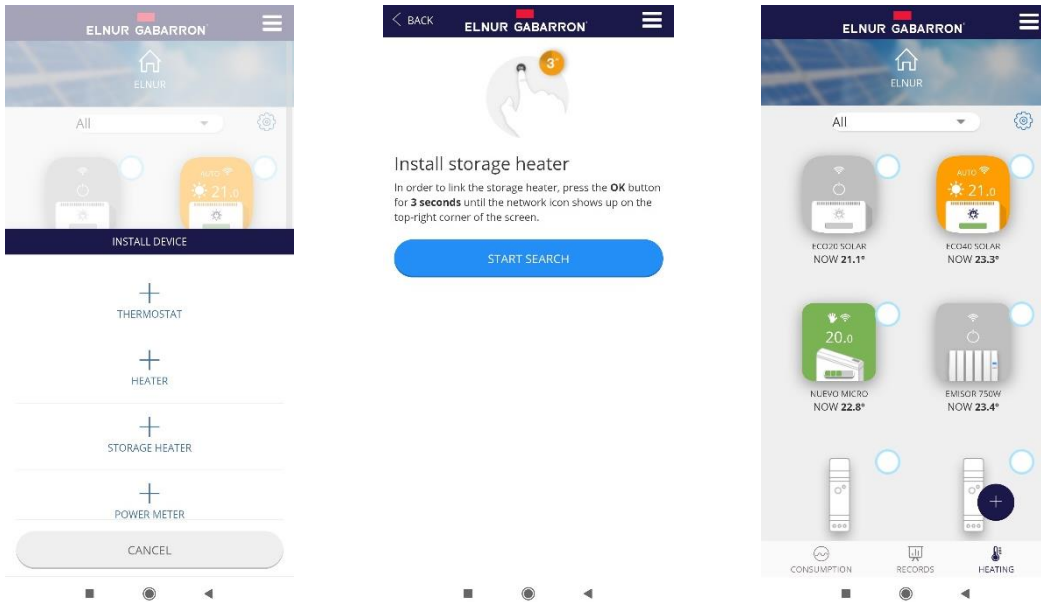 ELNUR GABARRON
ELNUR
All
AUTO
21.0
INSTALL DEVICE
THERMOSTAT
HEATER
STORAGE HEATER
POWER METER
CANCEL
BACK
ELNUR GABARRON
3"
Install storage heater
In order to link the storage heater, press the OK button
for 3 seconds until the network icon shows up on the
top-right corner of the screen.
START SEARCH
ELNUR GABARRON
ELNUR
All
AUTO
21.0
ECO20 SOLAR
NOW 21.1°
ECO40 SOLAR
NOW 23.3°
20.0
NUEVO MICRO
NOW 22.8°
EMISOR 750W
NOW 23.4°
CONSUMPTION
RECORDS
HEATING